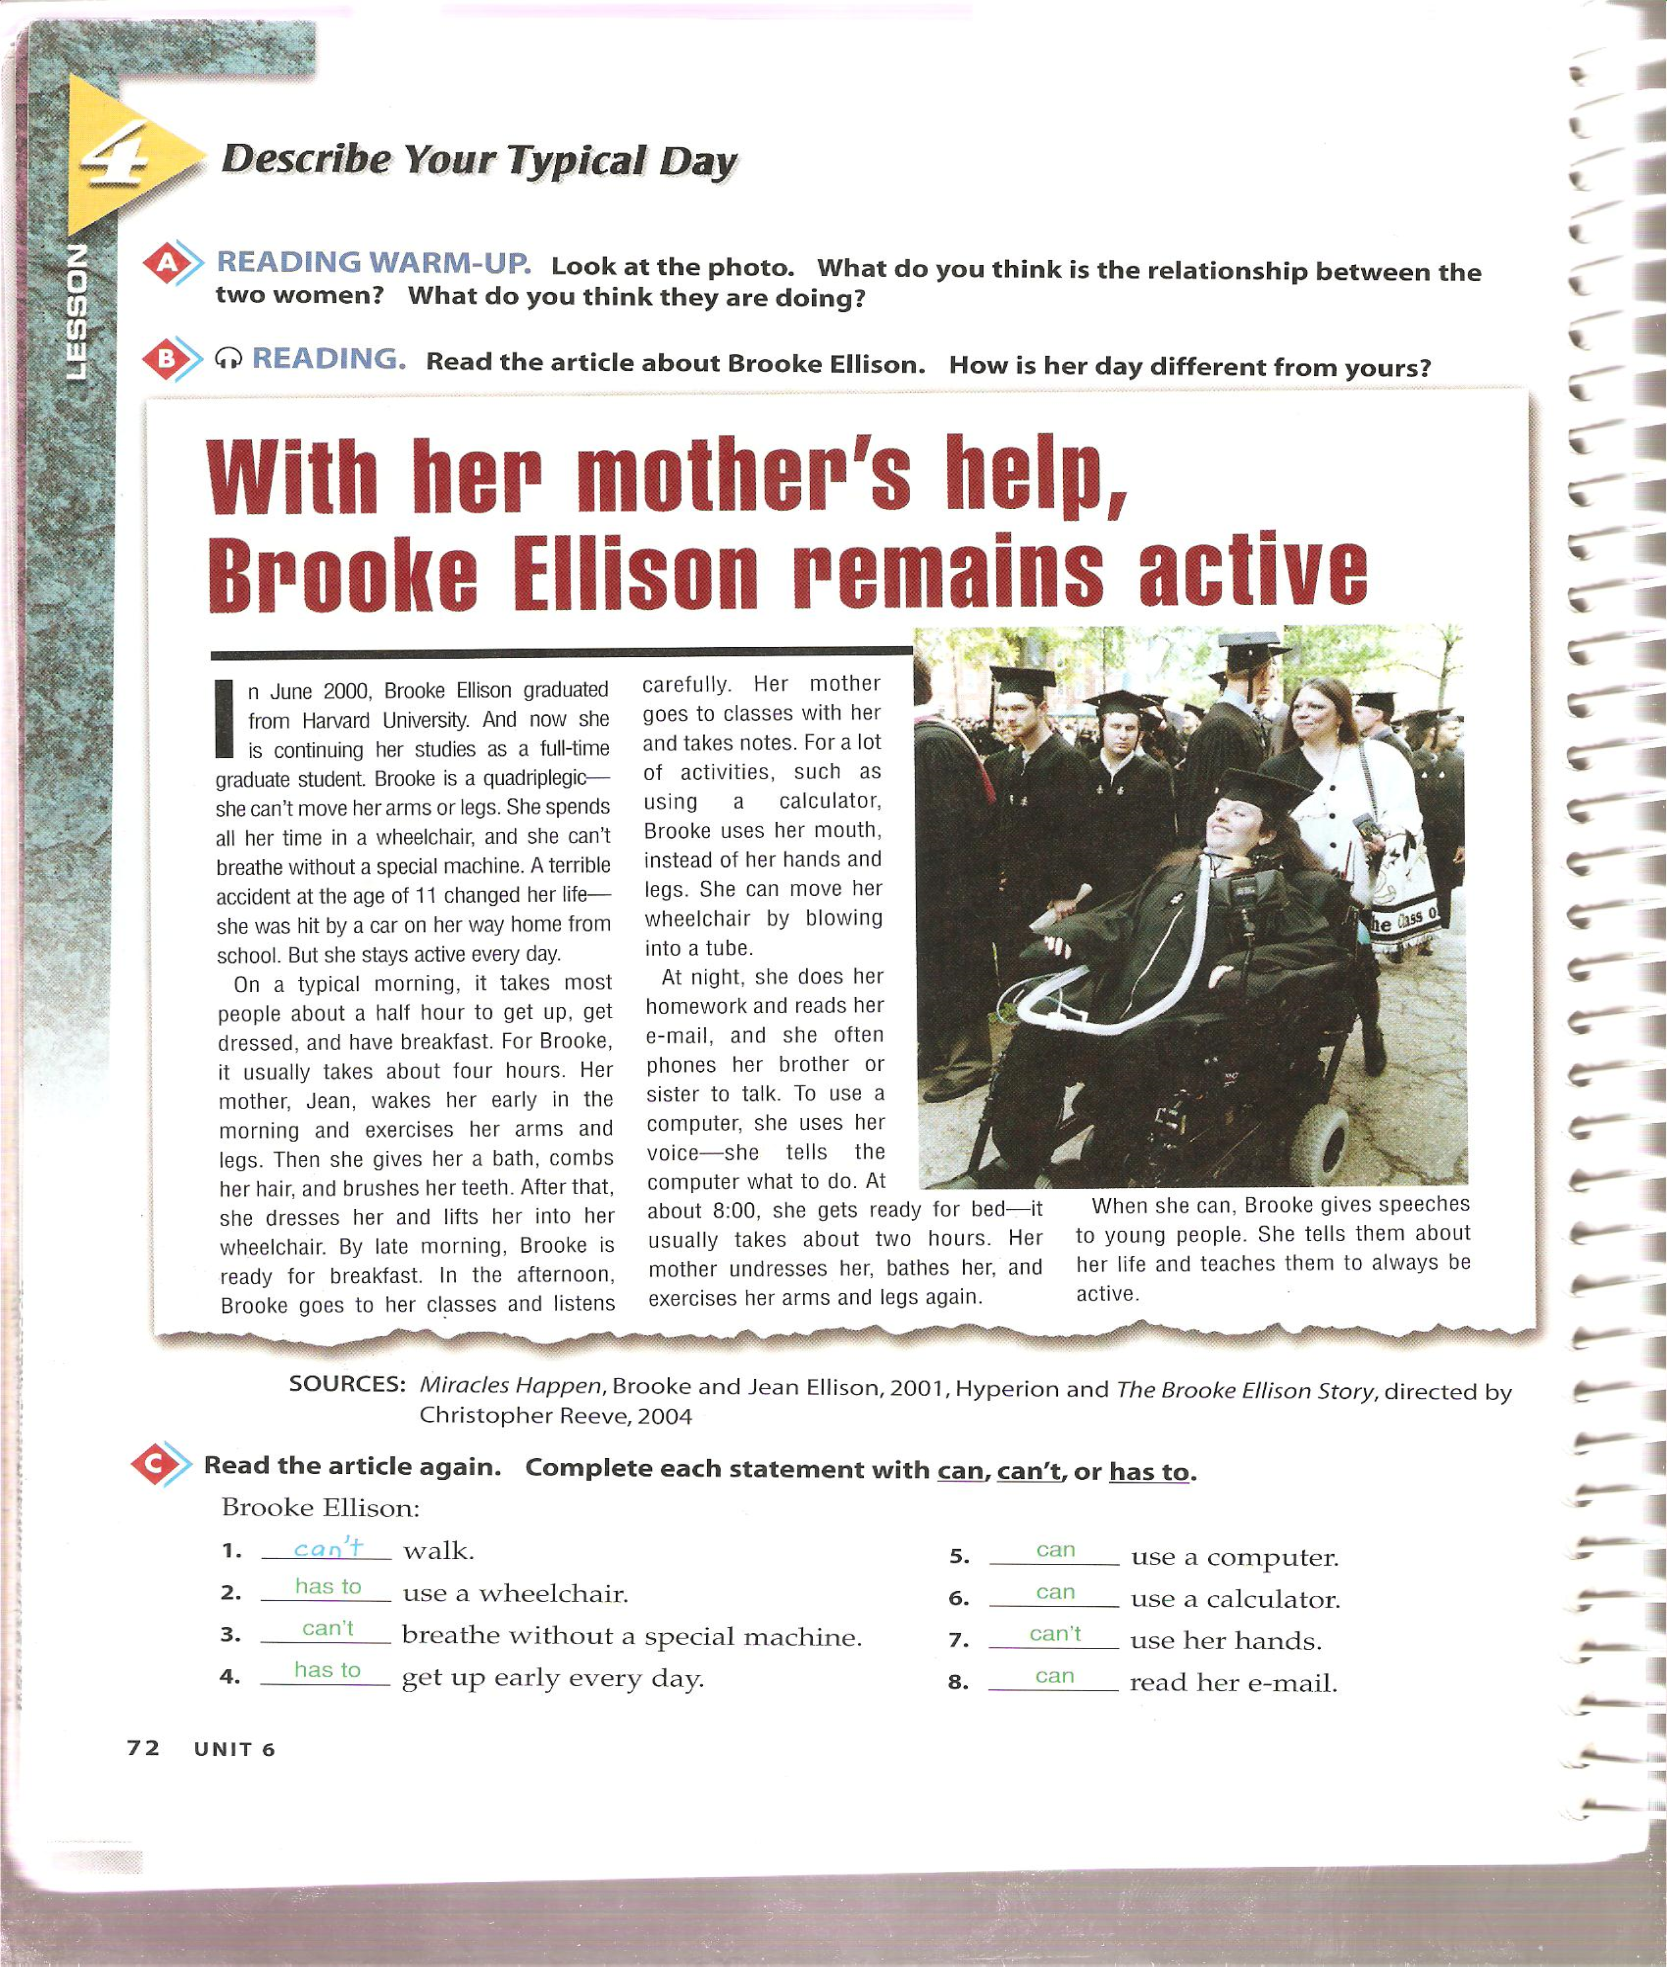 4
LESSON
Describe Your Typical Day
A READING WARM-UP. Look at the photo. What do you think is the relationship between the
two women? What do you think they are doing?
B READING. Read the article about Brooke Ellison. How is her day different from yours?
With her mother's help,
Brooke Ellison remains active
In June 2000, Brooke Ellison graduated
from Harvard University. And now she
is continuing her studies as a full-time
graduate student. Brooke is a quadriplegic—
she can't move her arms or legs. She spends
all her time in a wheelchair, and she can't
breathe without a special machine. A terrible
accident at the age of 11 changed her life—
she was hit by a car on her way home from
school. But she stays active every day.
On a typical morning, it takes most
people about a half hour to get up, get
dressed, and have breakfast. For Brooke,
it usually takes about four hours. Her
mother, Jean, wakes her early in the
morning and exercises her arms and
legs. Then she gives her a bath, combs
her hair, and brushes her teeth. After that,
she dresses her and lifts her into her
wheelchair. By late morning, Brooke is
ready for breakfast. In the afternoon,
Brooke goes to her classes and listens
carefully. Her mother
goes to classes with her
and takes notes. For a lot
of activities, such as
using a calculator,
Brooke uses her mouth,
instead of her hands and
legs. She can move her
wheelchair by blowing
into a tube.
At night, she does her
homework and reads her
e-mail, and she often
phones her brother or
sister to talk. To use a
computer, she uses her
voice—she tells the
computer what to do. At
about 8:00, she gets ready for bed—it
usually takes about two hours. Her
mother undresses her, bathes her, and
exercises her arms and legs again.
he Class o
When she can, Brooke gives speeches
to young people. She tells them about
her life and teaches them to always be
active.
SOURCES: Miracles Happen, Brooke and Jean Ellison, 2001, Hyperion and The Brooke Ellison Story, directed by
Christopher Reeve, 2004
C Read the article again. Complete each statement with can, can't, or has to.
Brooke Ellison:
1. can't walk.
2. has to use a wheelchair.
3. can't breathe without a special machine.
4. has to get up early every day.
5. can use a computer.
6. can use a calculator.
7. can't use her hands.
8. can read her e-mail.
72 UNIT 6